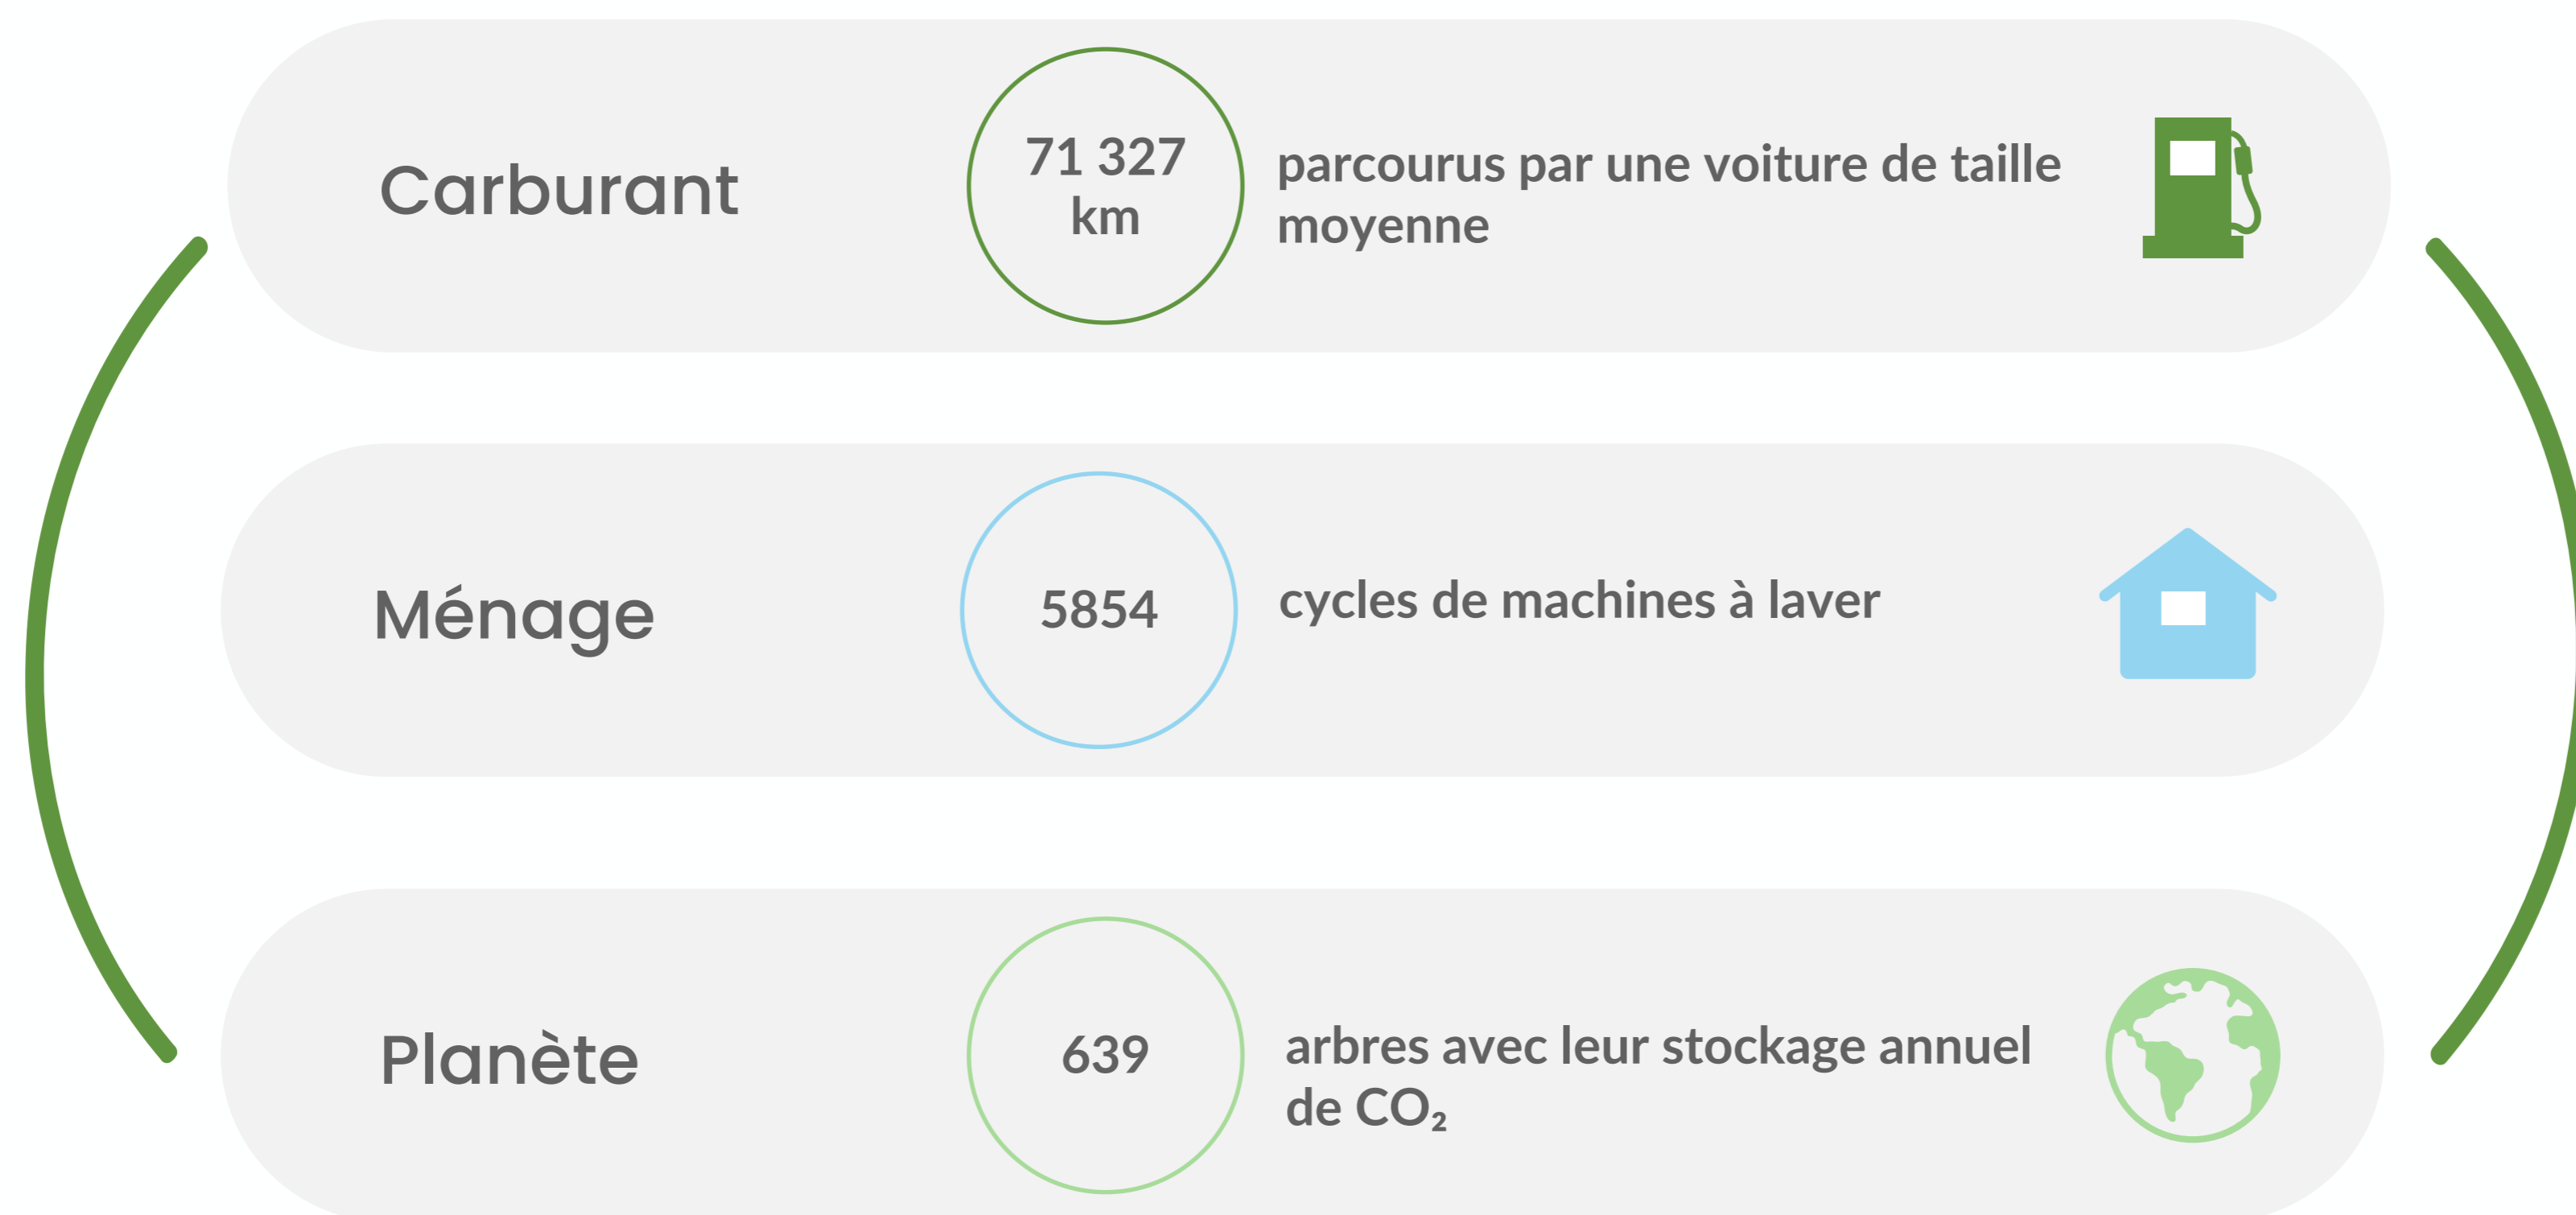 Carburant
71 327
km
parcourus par une voiture de taille
moyenne
Ménage
5854
cycles de machines à laver
Planète
639
arbres avec leur stockage annuel
de CO₂